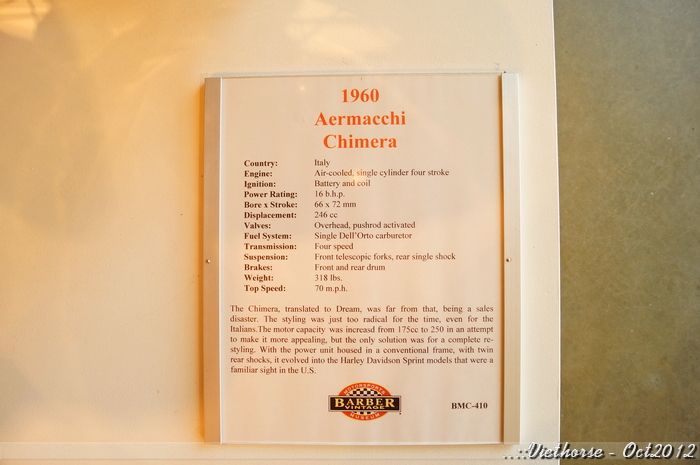 1960
Aermacchi
Chimera
Country: Italy
Engine: Air-cooled, single cylinder four stroke
Ignition: Battery and coil
Power Rating: 16 b.h.p.
Bore x Stroke: 66 x 72 mm
Displacement: 246 cc
Valves: Overhead, pushrod activated
Fuel System: Single Dell'Orto carburetor
Transmission: Four speed
Suspension: Front telescopic forks, rear single shock
Brakes: Front and rear drum
Weight: 318 lbs.
Top Speed: 70 m.p.h.
The Chimera, translated to Dream, was far from that, being a sales
disaster. The styling was just too radical for the time, even for the
Italians.The motor capacity was increasd from 175cc to 250 in an attempt
to make it more appealing, but the only solution was for a complete re-
styling. With the power unit housed in a conventional frame, with twin
rear shocks, it evolved into the Harley Davidson Sprint models that were a
familiar sight in the U.S.
MOTORSPORTS
BARBER
VINTAGE
MUSEUM
BMC-410
..::Viethorse - Oct2012